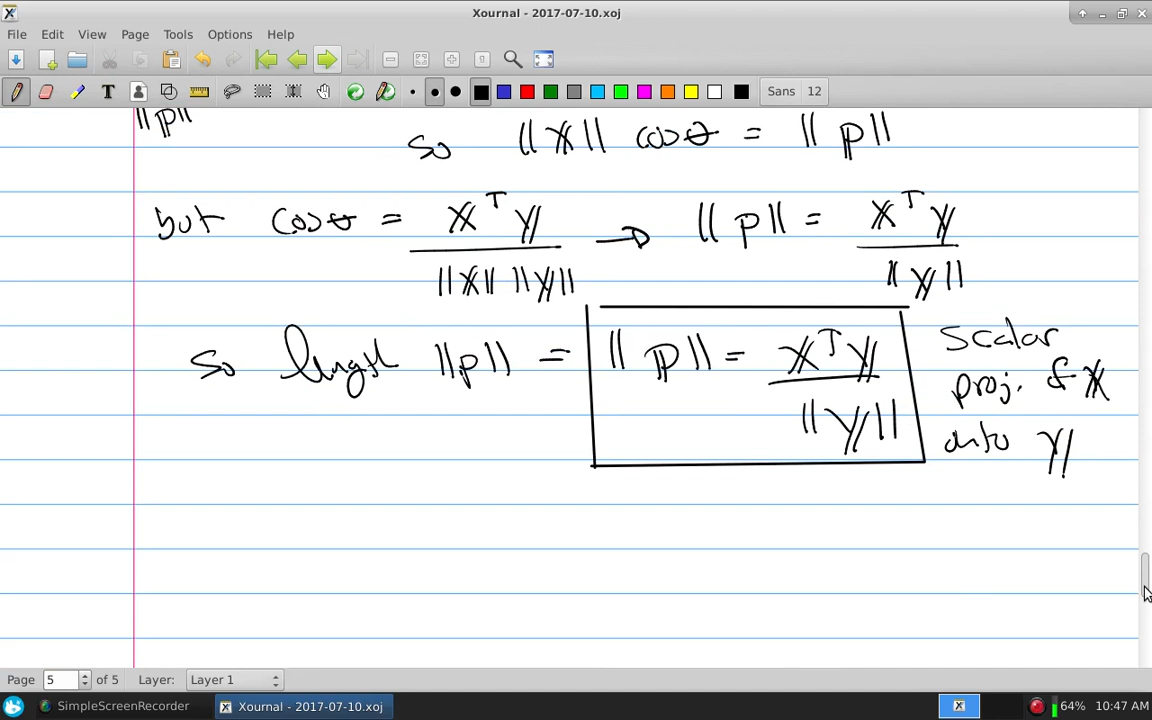 Xournal - 2017-07-10.xoj
File Edit View Page Tools Options Help
Sans 12
||p||
so ||x|| cosθ = ||p||
but cosθ = xᵀy / ||x|| ||y|| → ||p|| = xᵀy / ||y||
so length ||p|| = ||p|| = xᵀy / ||y||
scalar
proj. of x
onto y
Page 5 of 5 Layer: Layer 1
SimpleScreenRecorder Xournal - 2017-07-10.xoj 64% 10:47 AM